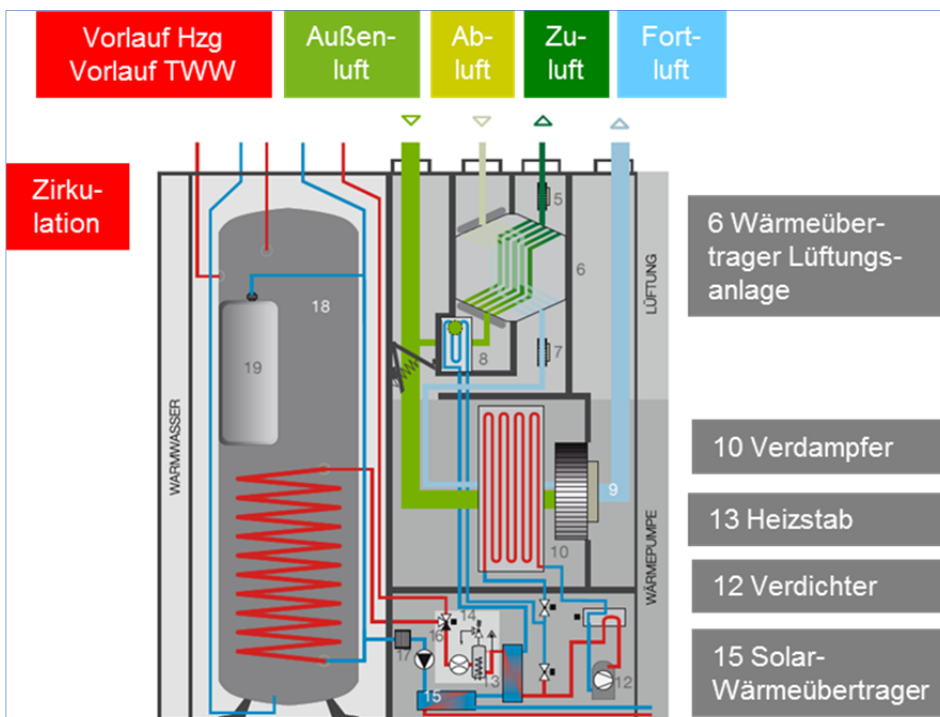 Vorlauf Hzg
Vorlauf TWW
Außen-
luft
Ab-
luft
Zu-
luft
Fort-
luft
Zirku-
lation
5
6
7
8
LÜFTUNG
6 Wärmeüber-
trager Lüftungs-
anlage
18
19
WARMWASSER
9
10
WÄRMEPUMPE
10 Verdampfer
13 Heizstab
12 Verdichter
14
16
17
13
12
15
15 Solar-
Wärmeübertrager